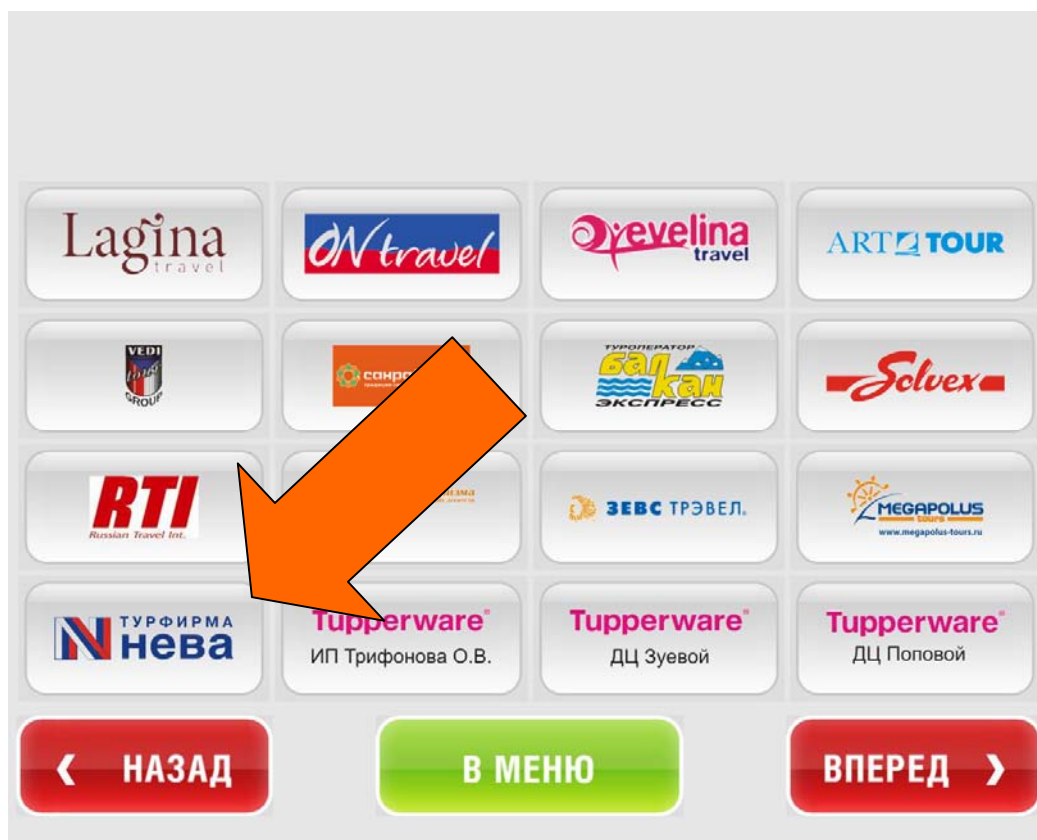 Lagina
travel
ON travel
evelina
travel
ART TOUR
VEDI
GROUP
ТУРОПЕРАТОР
БАЛКАН
ЭКСПРЕСС
Solvex
RTI
Russian Travel Int.
ЗЕВС ТРЭВЕЛ.
MEGAPOLUS
TOURS
www.megapolus-tours.ru
ТУРФИРМА
Нева
Tupperware®
ИП Трифонова О.В.
Tupperware®
ДЦ Зуевой
Tupperware®
ДЦ Поповой
‹ НАЗАД
В МЕНЮ
ВПЕРЕД ›